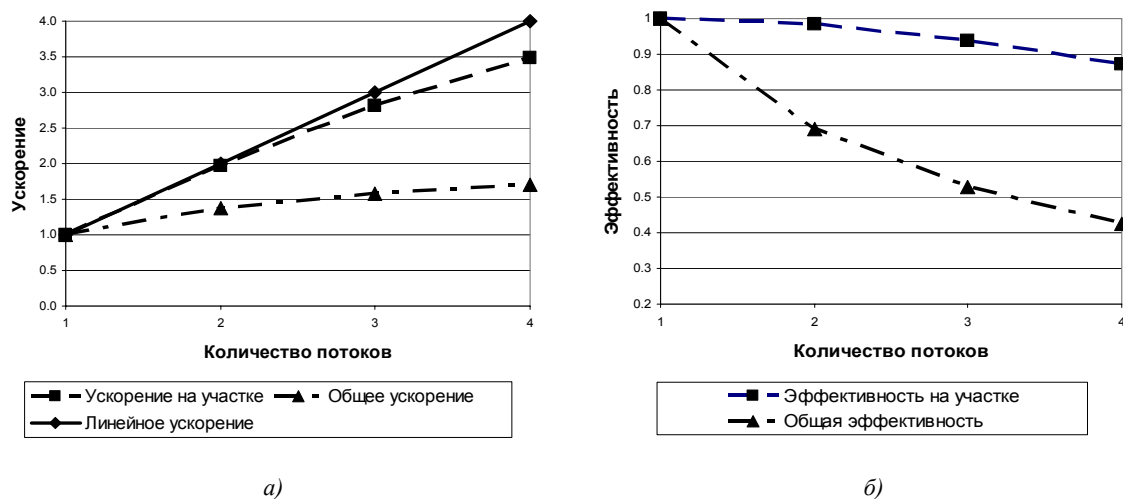 4.0
3.5
3.0
2.5
2.0
1.5
1.0
0.5
0.0
Ускорение
1 2 3 4
Количество потоков
Ускорение на участке Общее ускорение
Линейное ускорение
а)
1
0.9
0.8
0.7
0.6
0.5
0.4
0.3
0.2
Эффективность
1 2 3 4
Количество потоков
Эффективность на участке
Общая эффективность
б)